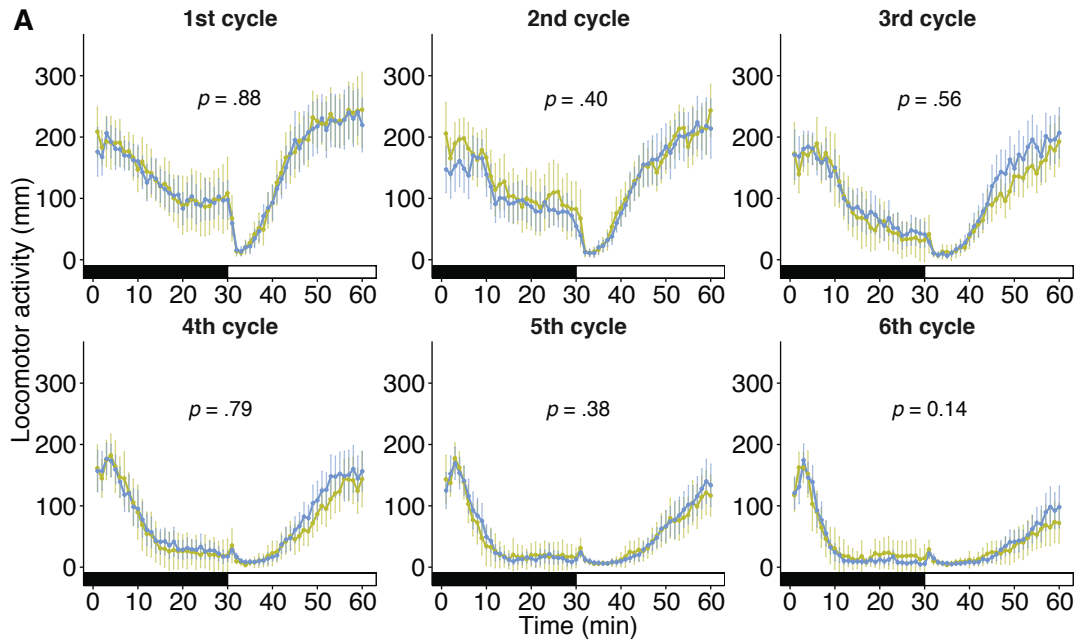 A
1st cycle
2nd cycle
3rd cycle
Locomotor activity (mm)
300
200
100
0
p = .88
0 10 20 30 40 50 60
300
200
100
0
p = .40
0 10 20 30 40 50 60
300
200
100
0
p = .56
0 10 20 30 40 50 60
4th cycle
5th cycle
6th cycle
300
200
100
0
p = .79
0 10 20 30 40 50 60
300
200
100
0
p = .38
0 10 20 30 40 50 60
300
200
100
0
p = 0.14
0 10 20 30 40 50 60
Time (min)